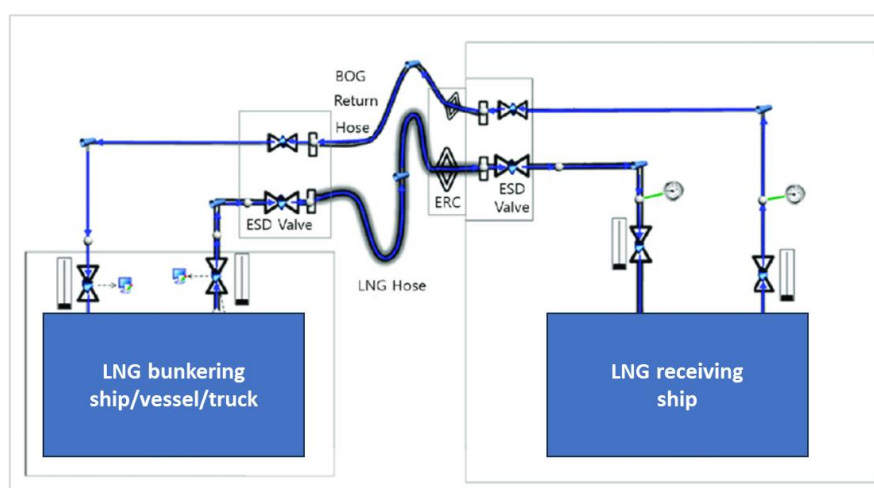 BOG
Return
Hose
ESD Valve
ERC
ESD
Valve
LNG Hose
LNG bunkering
ship/vessel/truck
LNG receiving
ship